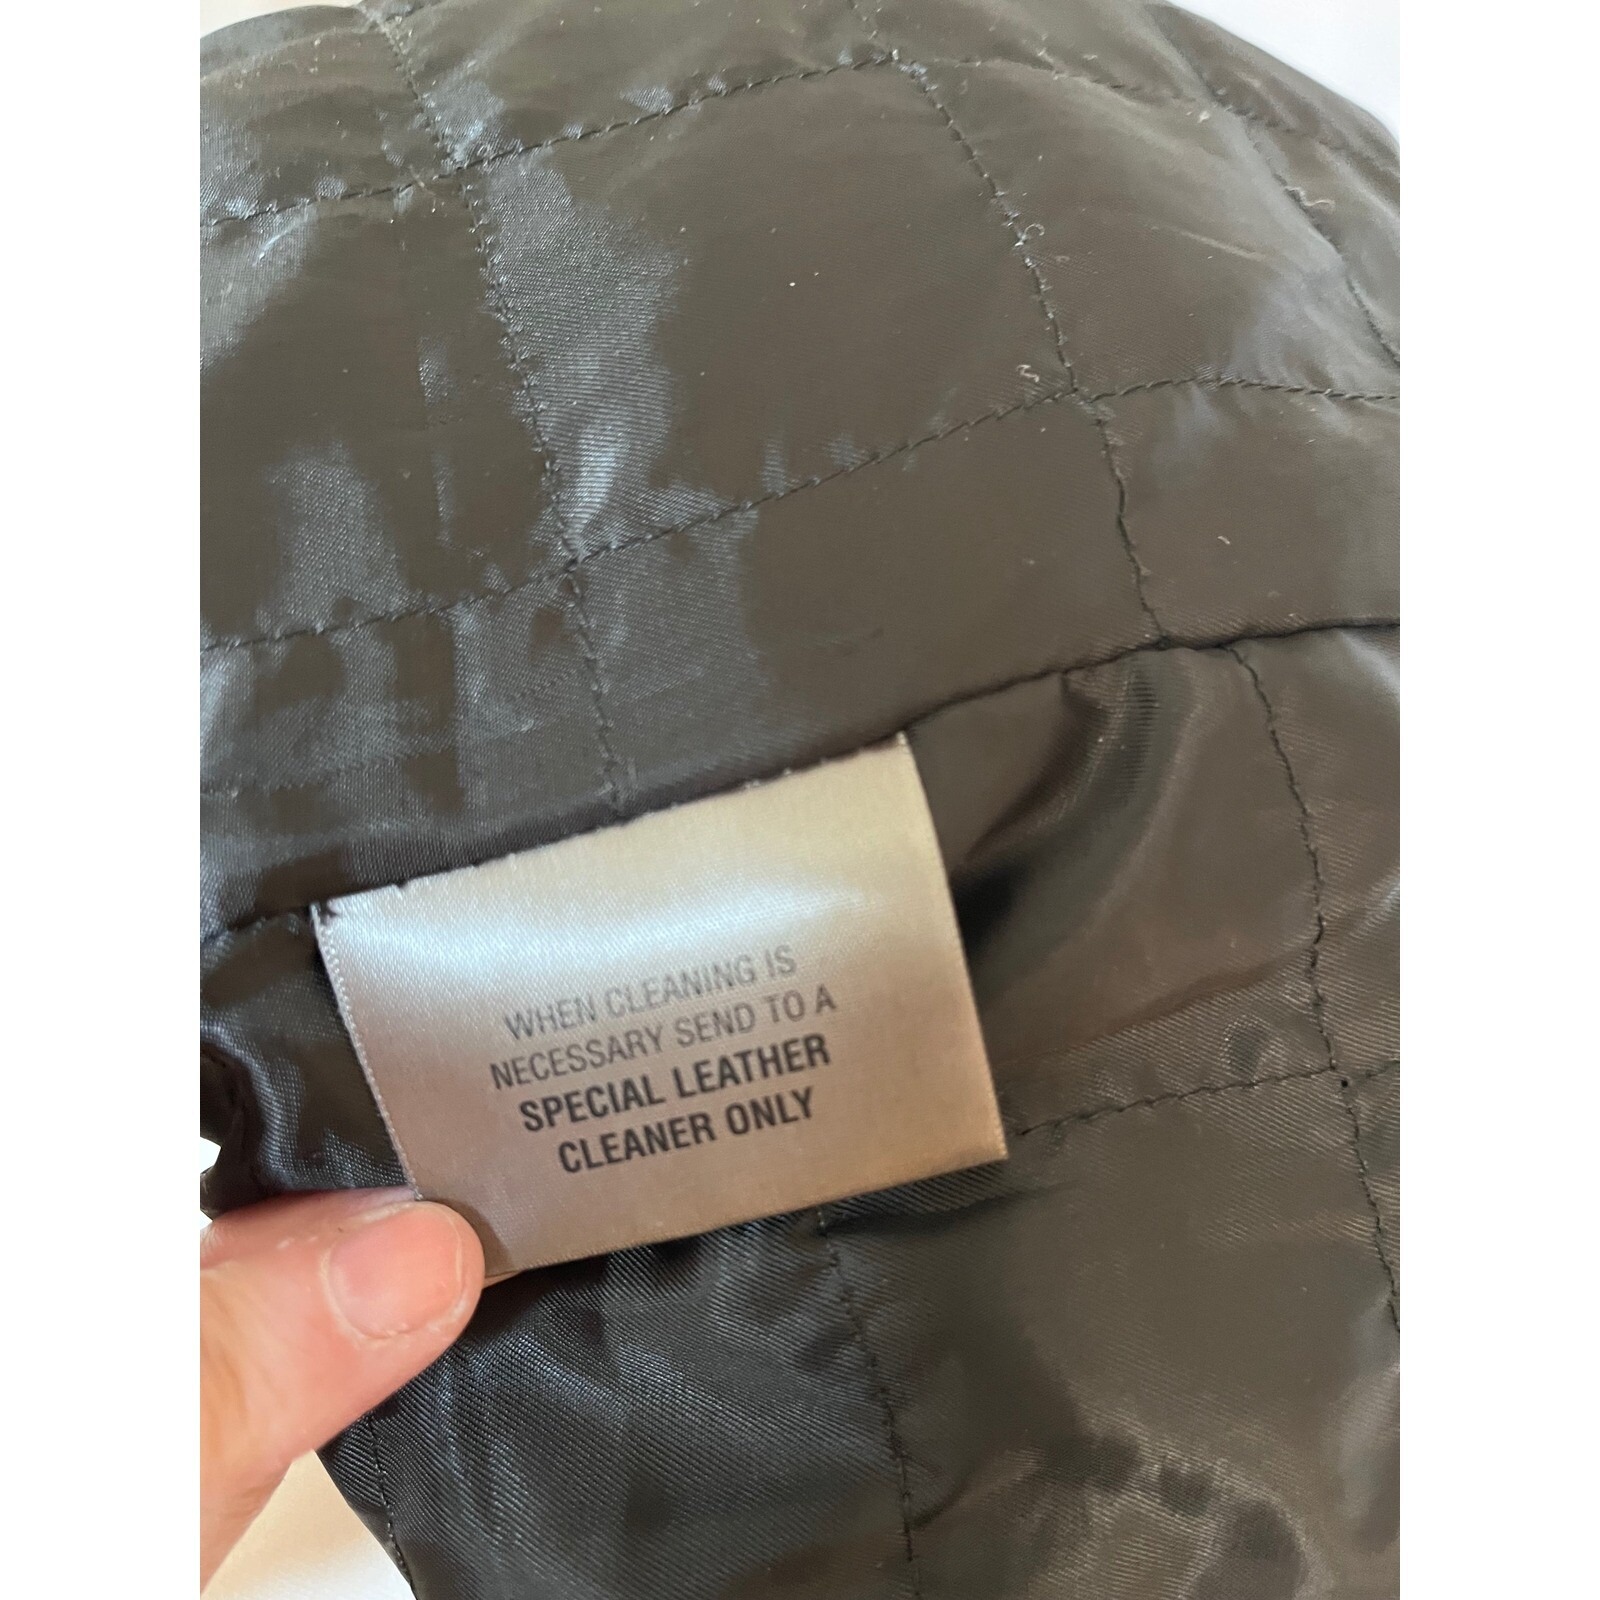 WHEN CLEANING IS
NECESSARY SEND TO A
SPECIAL LEATHER
CLEANER ONLY